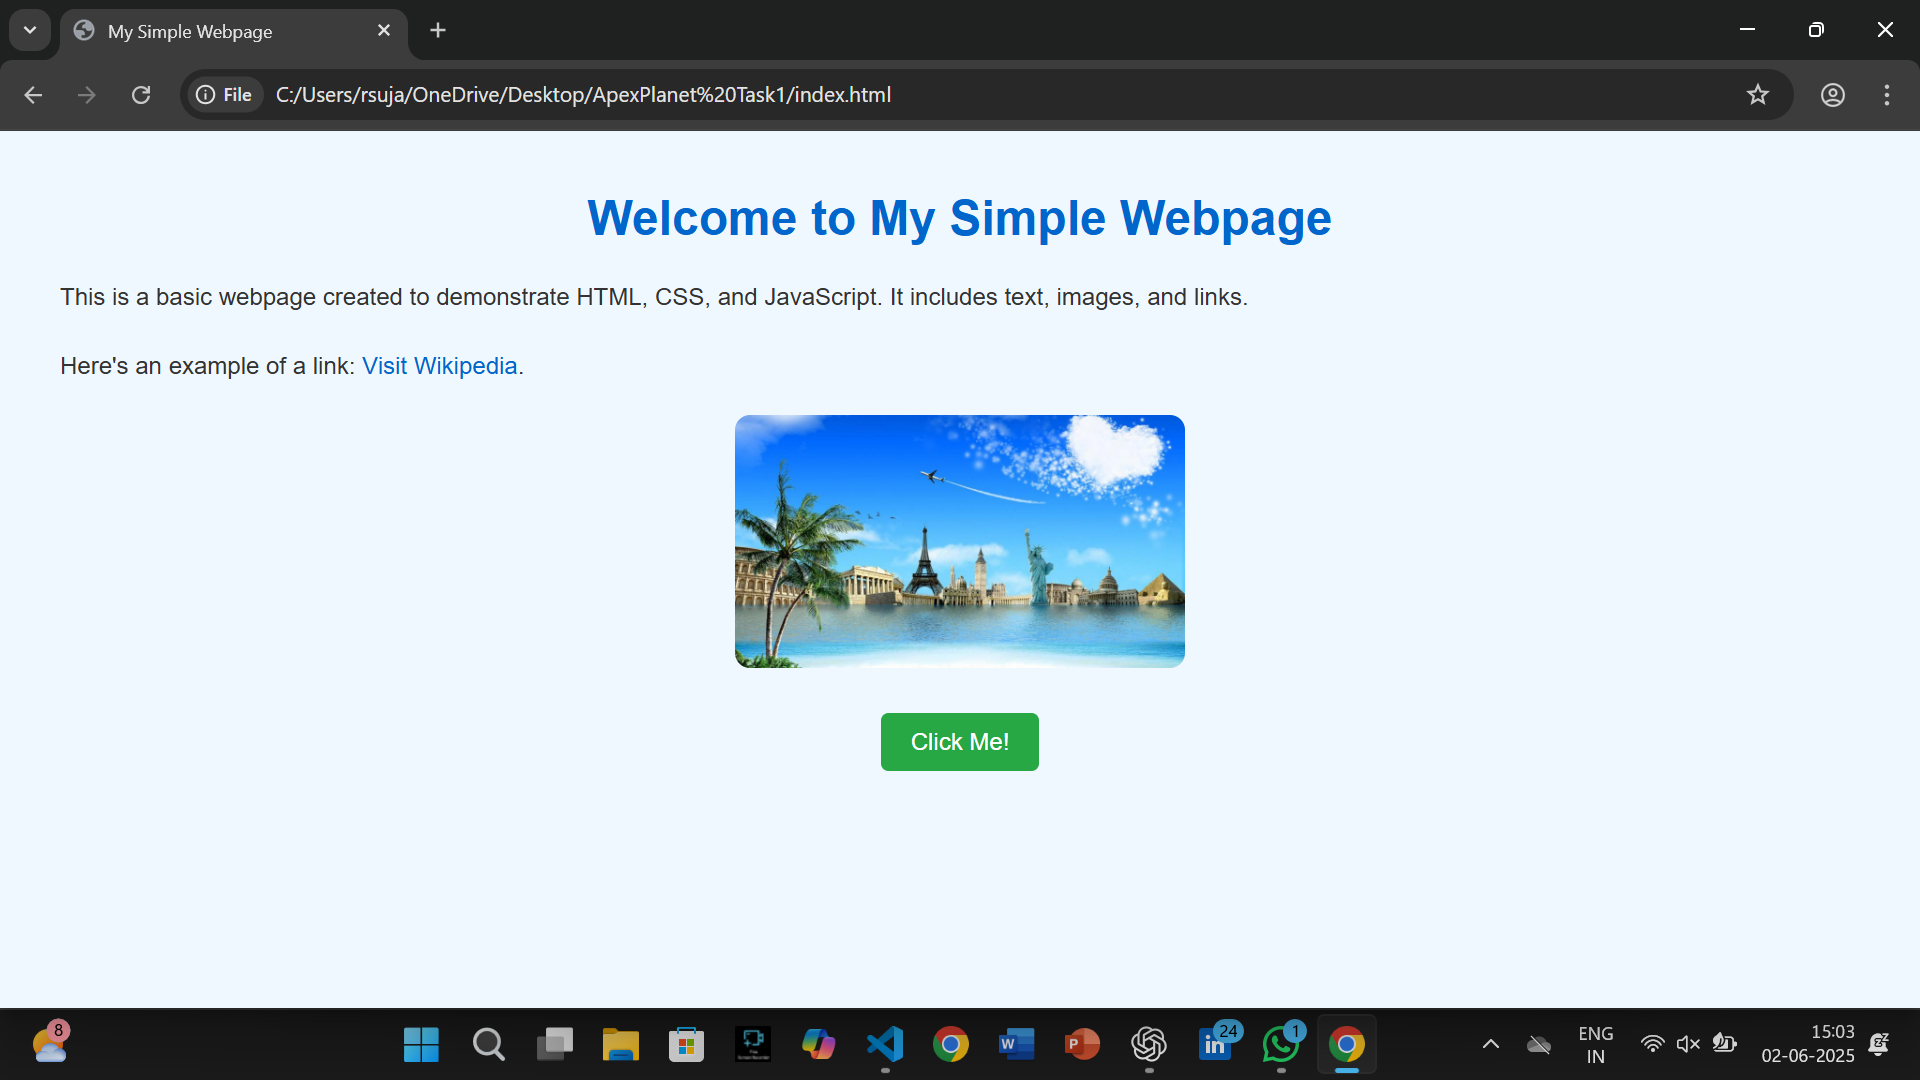 My Simple Webpage
File
C:/Users/rsuja/OneDrive/Desktop/ApexPlanet%20Task1/index.html
Welcome to My Simple Webpage
This is a basic webpage created to demonstrate HTML, CSS, and JavaScript. It includes text, images, and links.
Here's an example of a link: Visit Wikipedia.
Click Me!
8
W
P
in
24
1
ENG
IN
15:03
02-06-2025